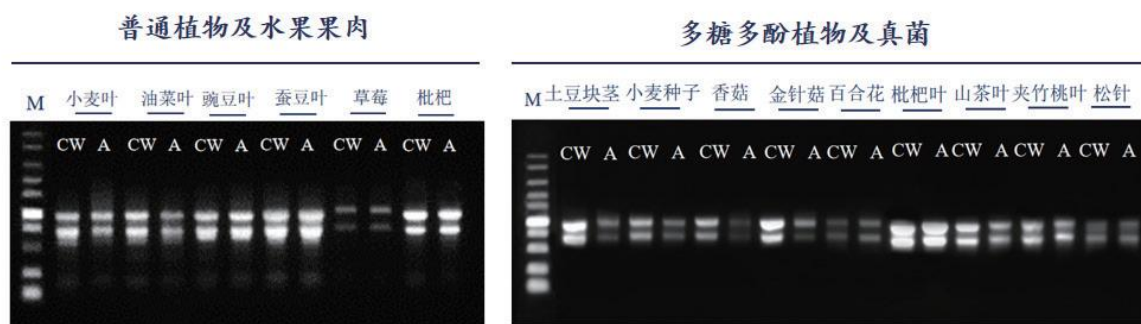 普通植物及水果果肉
M 小麦叶 油菜叶 豌豆叶 蚕豆叶 草莓 枇杷
CW A CW A CW A CW A CW A CW A
多糖多酚植物及真菌
M 土豆块茎 小麦种子 香菇 金针菇 百合花 枇杷叶 山茶叶 夹竹桃叶 松针
CW A CW A CW A CW A CW A CW A CW A CW A CW A